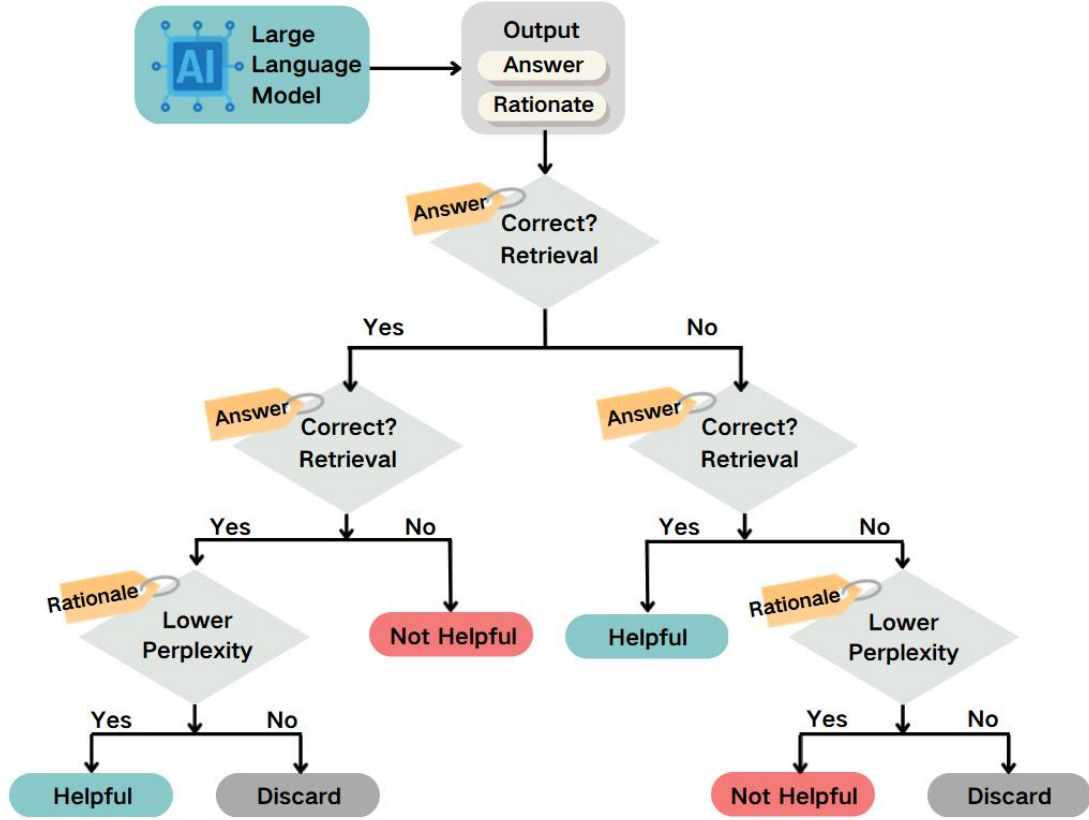 AI
Large
Language
Model
Output
Answer
Rationate
Answer
Correct?
Retrieval
Yes
No
Answer
Correct?
Retrieval
Answer
Correct?
Retrieval
Yes
No
Yes
No
Rationale
Lower
Perplexity
Not Helpful
Helpful
Rationale
Lower
Perplexity
Yes
No
Yes
No
Helpful
Discard
Not Helpful
Discard